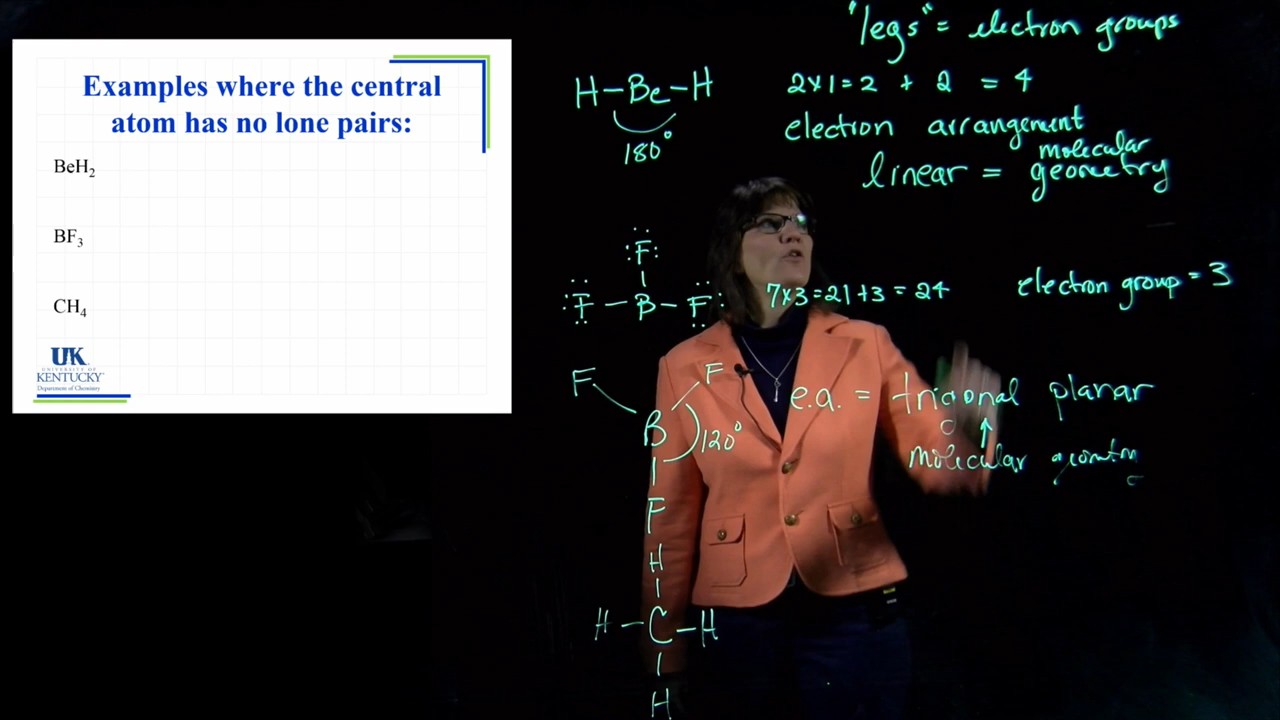 Examples where the central
atom has no lone pairs:
BeH₂
BF₃
CH₄
UK
UNIVERSITY OF
KENTUCKY
Department of Chemistry
"legs" = electron groups
H-Be-H
180°
2x1=2 + 2 = 4
electron arrangement
molecular
linear = geometry
:F:
:F - B - F:
7x3=21+3=24
electron group = 3
F F
B 120°
F
e.a. = trigonal planar
↑
molecular geometry
H
H-C-H
H